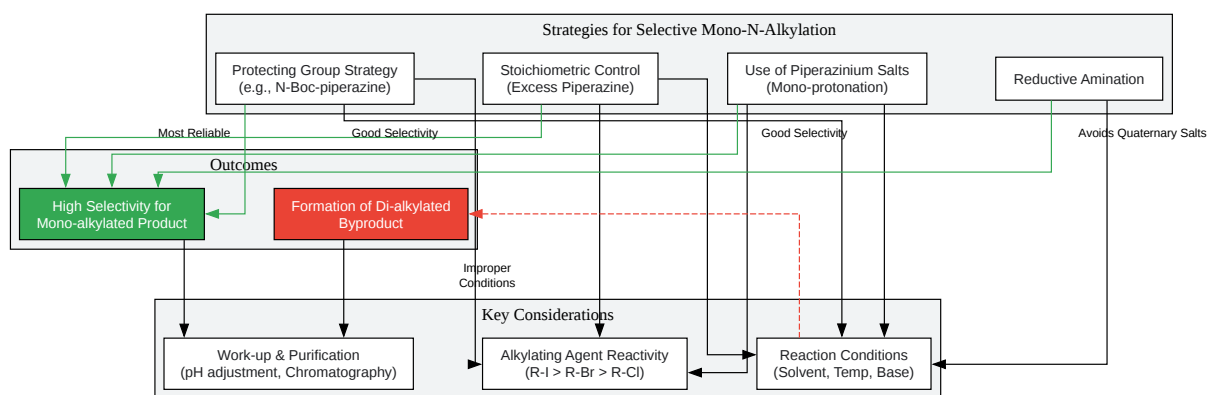 Strategies for Selective Mono-N-Alkylation
Protecting Group Strategy
(e.g., N-Boc-piperazine)
Stoichiometric Control
(Excess Piperazine)
Use of Piperazinium Salts
(Mono-protonation)
Reductive Amination
Most Reliable
Good Selectivity
Good Selectivity
Avoids Quaternary Salts
Outcomes
High Selectivity for
Mono-alkylated Product
Formation of Di-alkylated
Byproduct
Improper
Conditions
Key Considerations
Work-up & Purification
(pH adjustment, Chromatography)
Alkylating Agent Reactivity
(R-I > R-Br > R-Cl)
Reaction Conditions
(Solvent, Temp, Base)